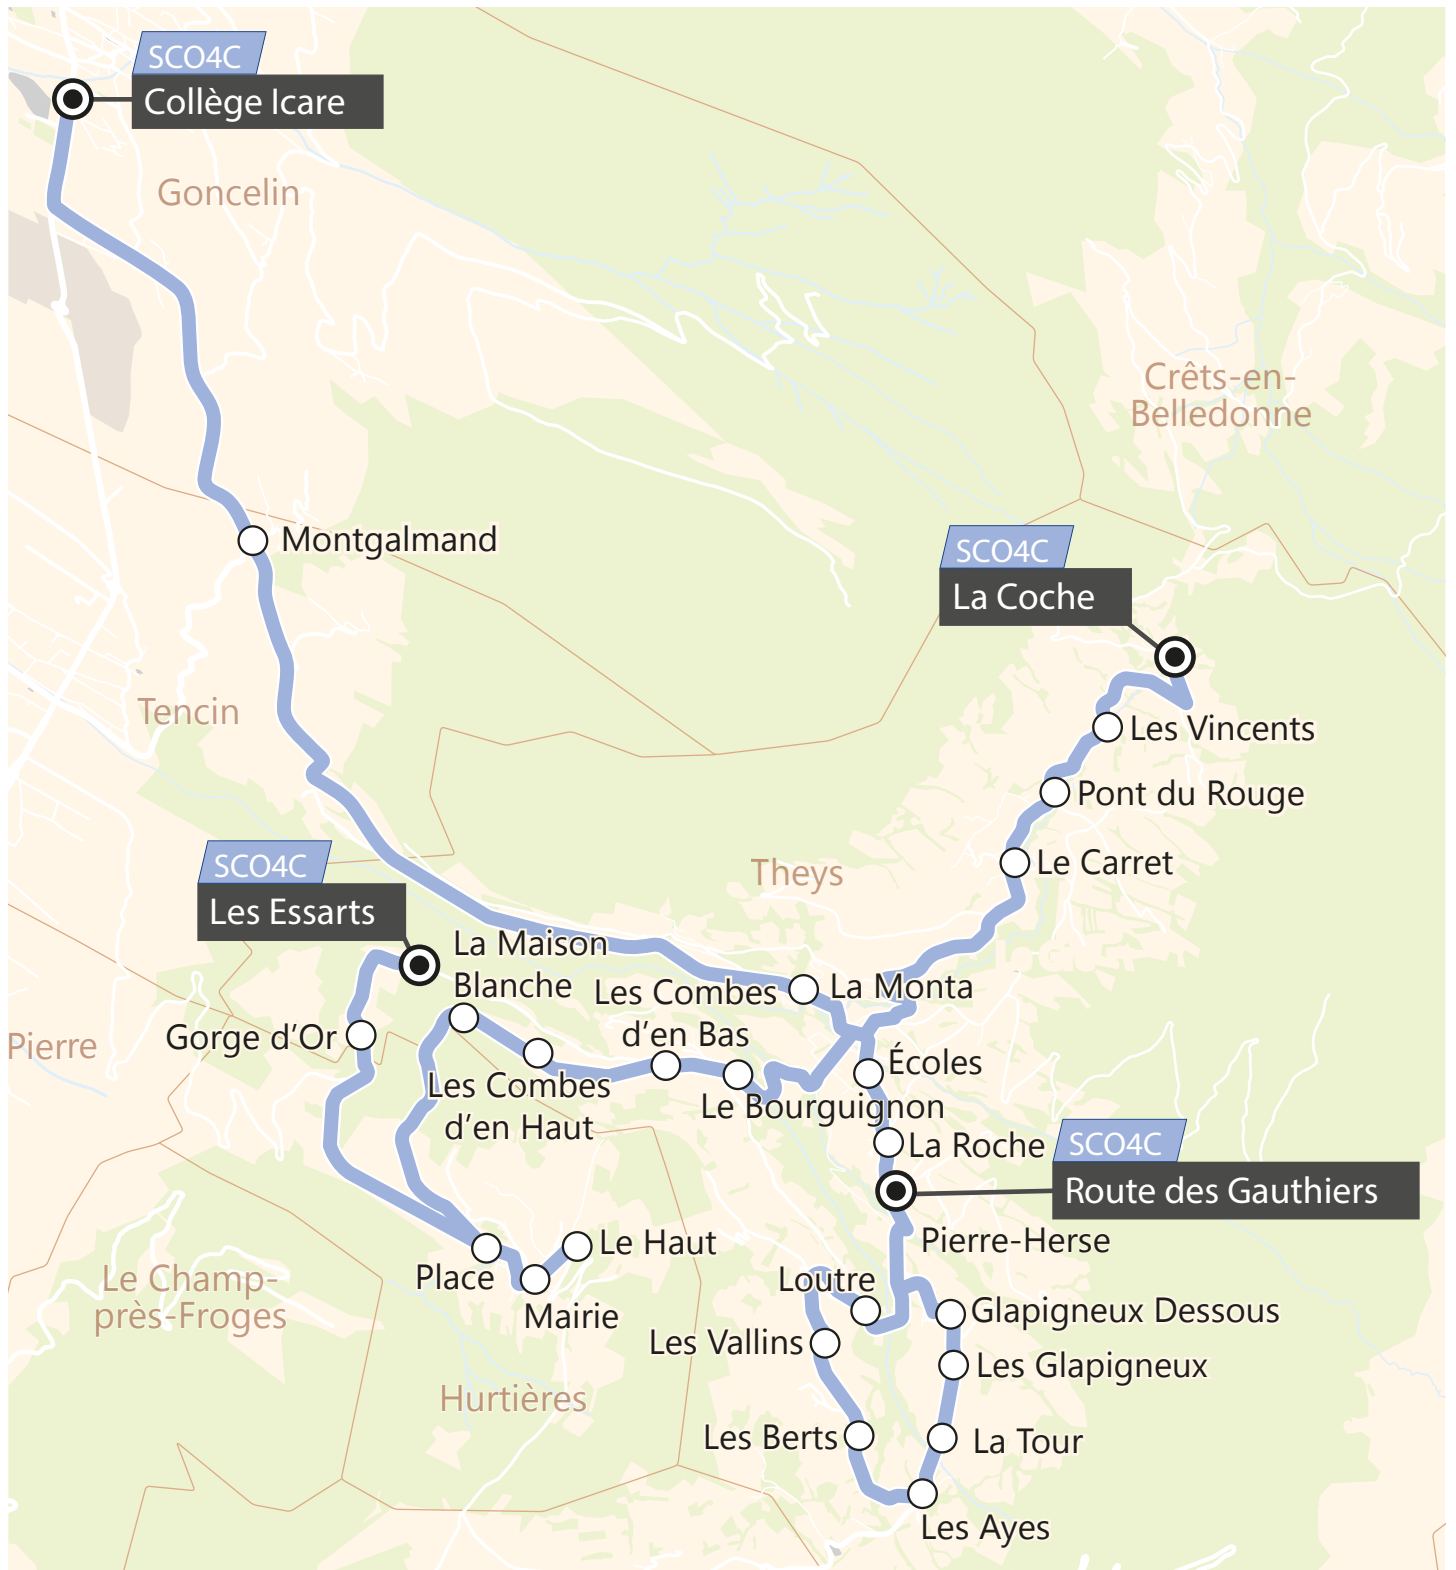 SCO4C
Collège Icare
Goncelin
Crêts-en-
Belledonne
Montgalmand
SCO4C
La Coche
Tencin
Les Vincents
Pont du Rouge
SCO4C
Les Essarts
Theys
Le Carret
La Maison
Blanche
Les Combes
d'en Bas
La Monta
Pierre
Gorge d'Or
Les Combes
d'en Haut
Écoles
Le Bourguignon
La Roche
SCO4C
Route des Gauthiers
Pierre-Herse
Le Haut
Place
Mairie
Le Champ-
près-Froges
Loutre
Glapigneux Dessous
Les Vallins
Les Glapigneux
Hurtières
Les Berts
La Tour
Les Ayes